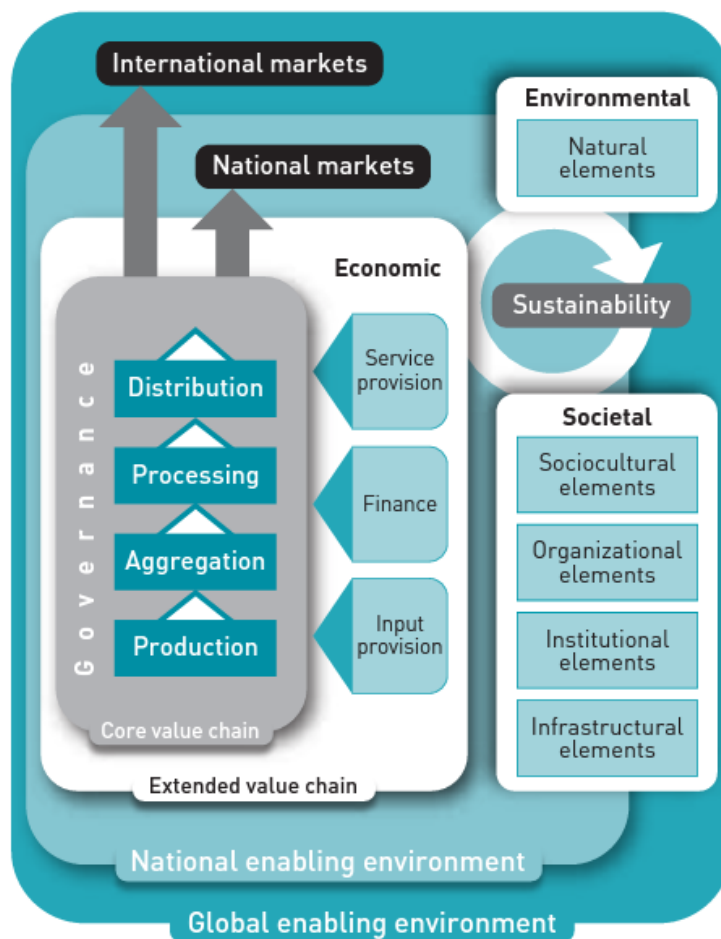 International markets
National markets
Environmental
Natural
elements
Sustainability
Economic
Governance
Distribution
Processing
Aggregation
Production
Core value chain
Service
provision
Finance
Input
provision
Extended value chain
Societal
Sociocultural
elements
Organizational
elements
Institutional
elements
Infrastructural
elements
National enabling environment
Global enabling environment